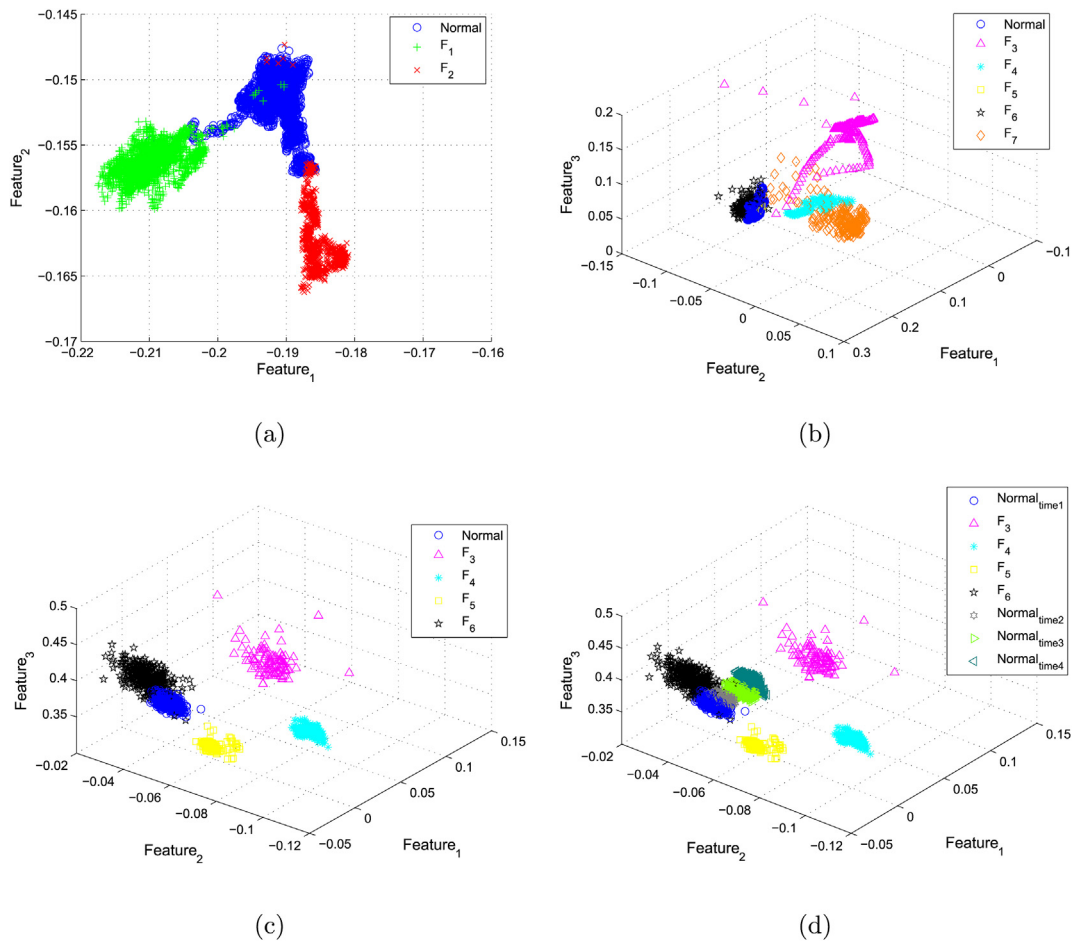 −0.145
−0.15
−0.155
−0.16
−0.165
−0.17
Feature2
−0.22 −0.21 −0.2 −0.19 −0.18 −0.17 −0.16
Feature1
Normal
F1
F2
(a)
0.2
0.15
0.1
0.05
0
Feature3
−0.15
−0.1
−0.05
0
0.05
0.1
Feature2
0.3
0.2
0.1
0
−0.1
Feature1
Normal
F3
F4
F5
F6
F7
(b)
0.5
0.45
0.4
0.35
Feature3
−0.02
−0.04
−0.06
−0.08
−0.1
−0.12
Feature2
−0.05
0
0.05
0.1
0.15
Feature1
Normal
F3
F4
F5
F6
(c)
0.5
0.45
0.4
0.35
Feature3
−0.02
−0.04
−0.06
−0.08
−0.1
−0.12
Feature2
−0.05
0
0.05
0.1
0.15
Feature1
Normaltime1
F3
F4
F5
F6
Normaltime2
Normaltime3
Normaltime4
(d)